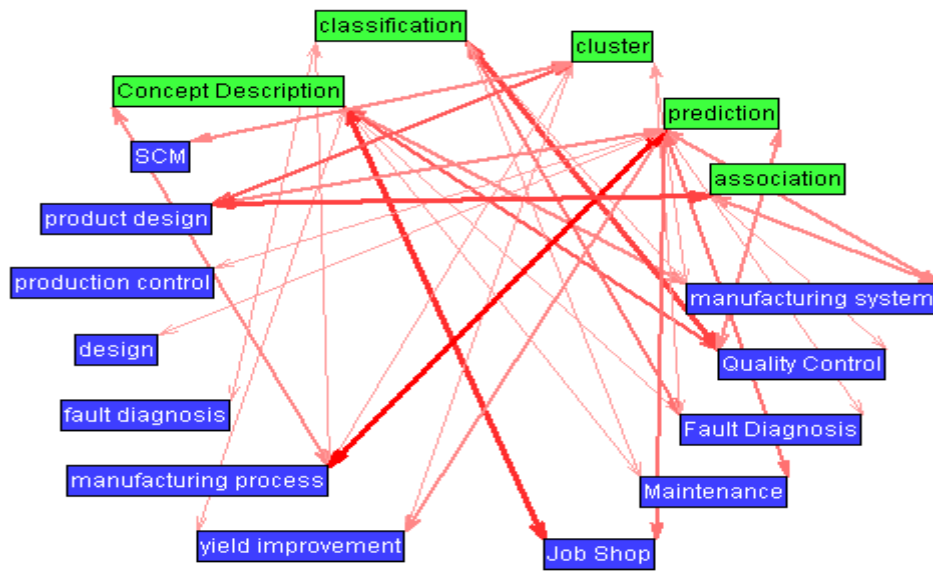 classification
cluster
Concept Description
prediction
SCM
association
product design
production control
manufacturing system
design
Quality Control
fault diagnosis
Fault Diagnosis
manufacturing process
Maintenance
yield improvement
Job Shop